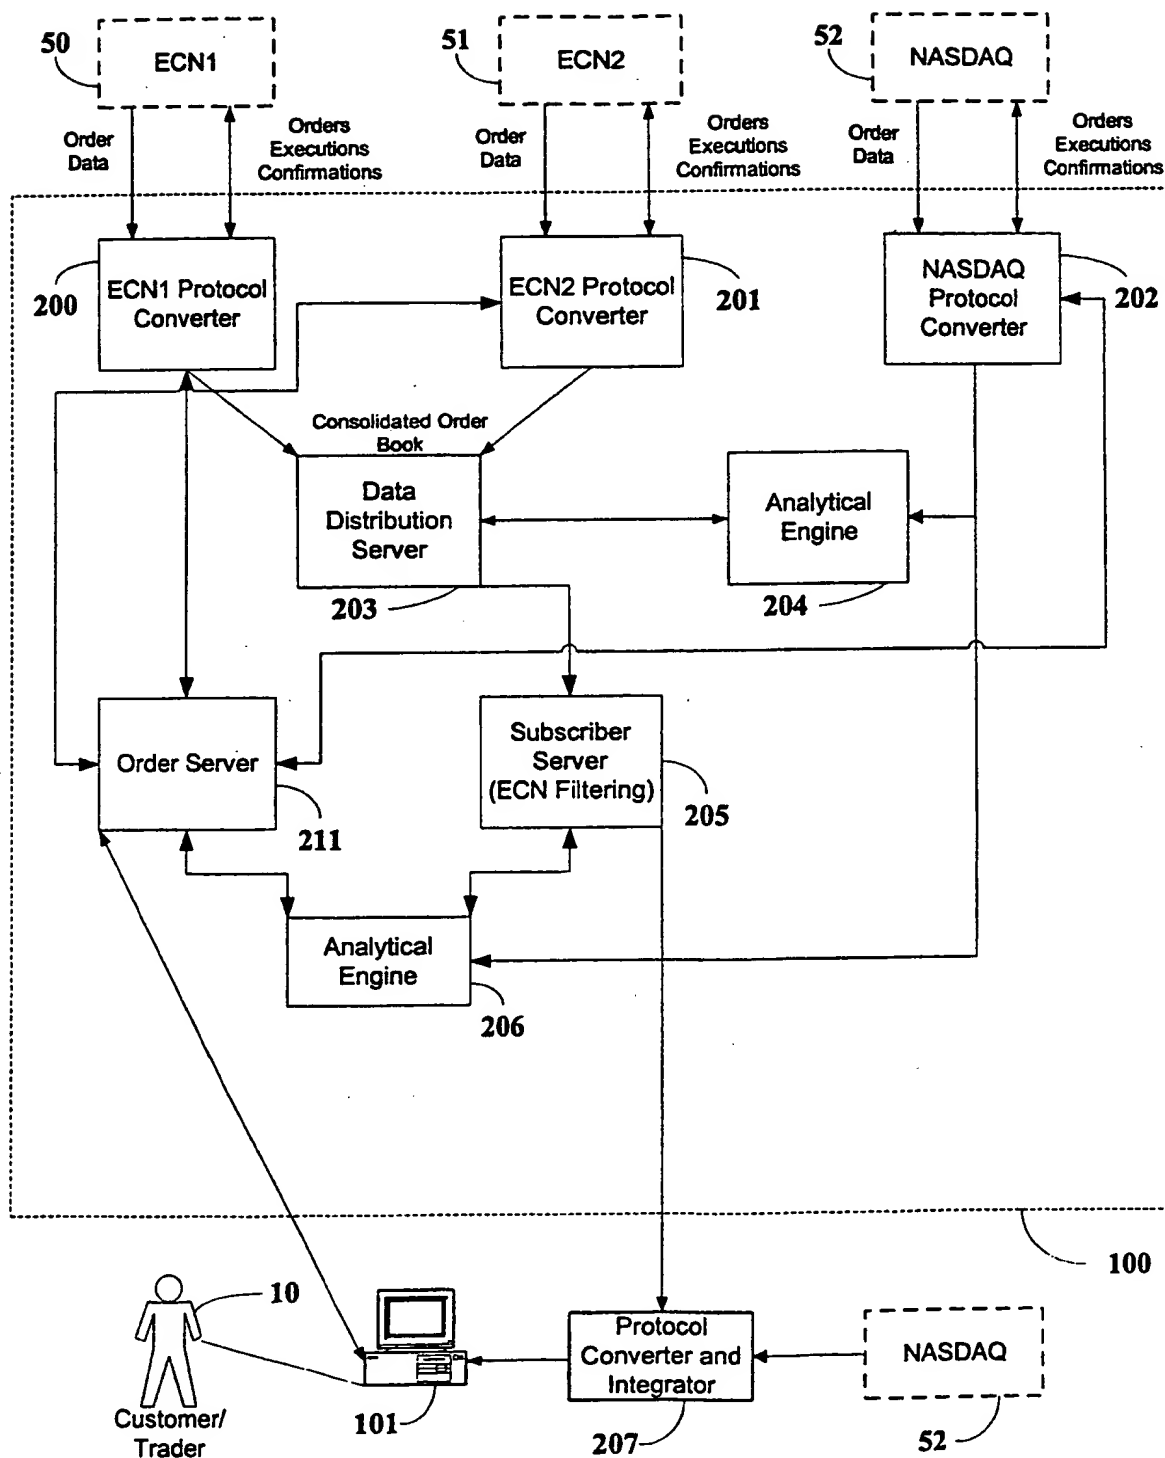 50
ECN1
51
ECN2
52
NASDAQ
Order
Data
Orders
Executions
Confirmations
Order
Data
Orders
Executions
Confirmations
Order
Data
Orders
Executions
Confirmations
200
ECN1 Protocol
Converter
ECN2 Protocol
Converter
201
NASDAQ
Protocol
Converter
202
Consolidated Order
Book
Data
Distribution
Server
203
Analytical
Engine
204
Order Server
211
Subscriber
Server
(ECN Filtering)
205
Analytical
Engine
206
100
10
Customer/
Trader
101
Protocol
Converter and
Integrator
207
NASDAQ
52